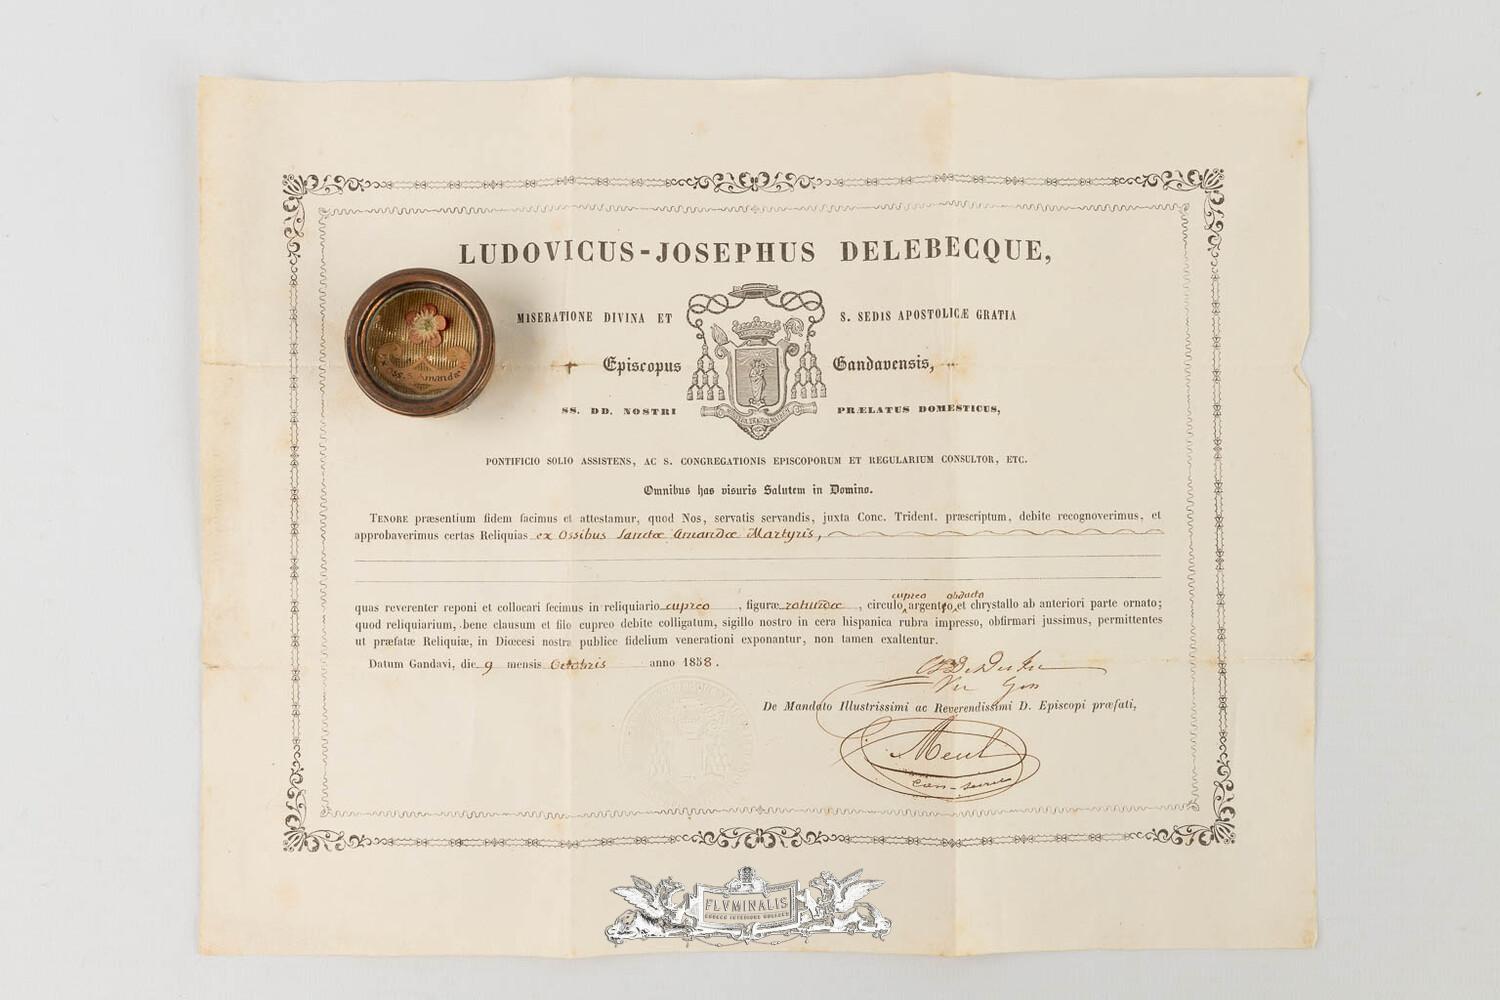 LUDOVICUS-JOSEPHUS DELEBECQUE,
MISERATIONE DIVINA ET S. SEDIS APOSTOLICÆ GRATIA
Episcopus Gandavensis,
SS. DD. NOSTRI PRÆLATUS DOMESTICUS,
PONTIFICIO SOLIO ASSISTENS, AC S. CONGREGATIONIS EPISCOPORUM ET REGULARIUM CONSULTOR, ETC.
Omnibus has visuris Salutem in Domino.
TENORE præsentium fidem facimus et attestamur, quod Nos, servatis servandis, juxta Conc. Trident. præscriptum, debite recognoverimus, et
approbaverimus certas Reliquias ex Ossibus Sanctæ Amandæ Martyris,
cupreo obducto
quas reverenter reponi et collocari fecimus in reliquiario cupreo, figuræ rotundæ, circulo argenteo et chrystallo ab anteriori parte ornato;
quod reliquiarium, bene clausum et filo cupreo debite colligatum, sigillo nostro in cera hispanica rubra impresso, obfirmari jussimus, permittentes
ut præfatæ Reliquiæ, in Diœcesi nostra publice fidelium venerationi exponantur, non tamen exaltentur.
Datum Gandavi, die 9 mensis Octobris anno 1858.
Vic Gen
De Mandato Illustrissimi ac Reverendissimi D. Episcopi præfati,
Oss. S. Amandæ M
FLVMINALIS